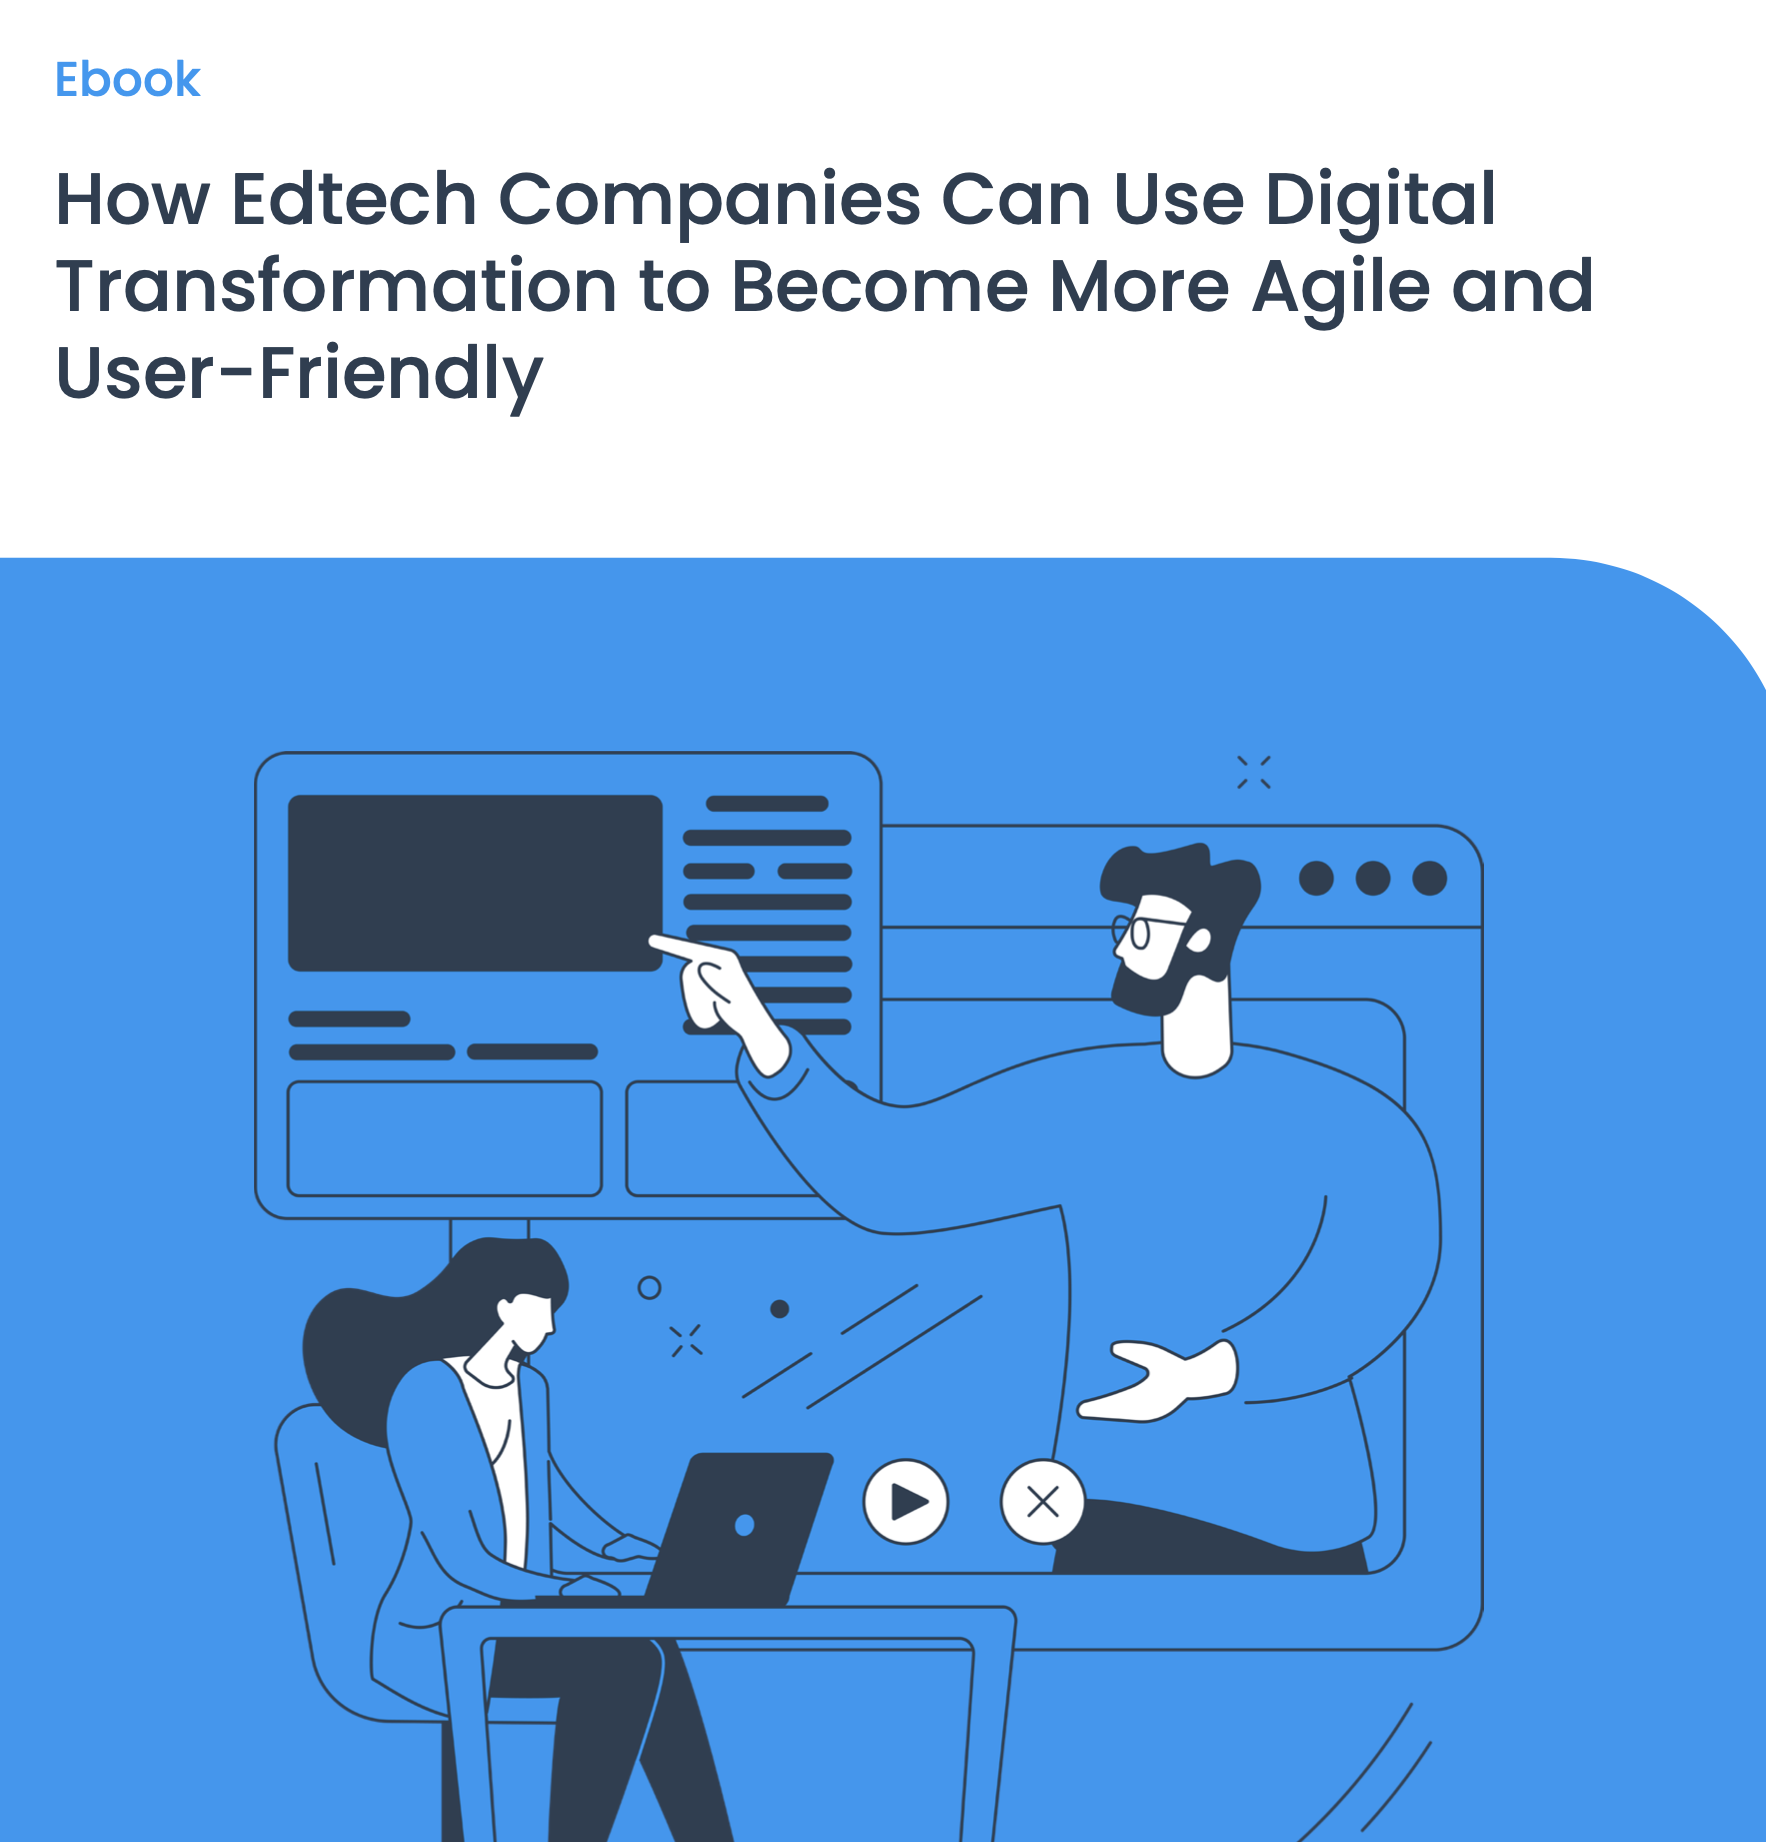 Ebook
How Edtech Companies Can Use Digital
Transformation to Become More Agile and
User-Friendly